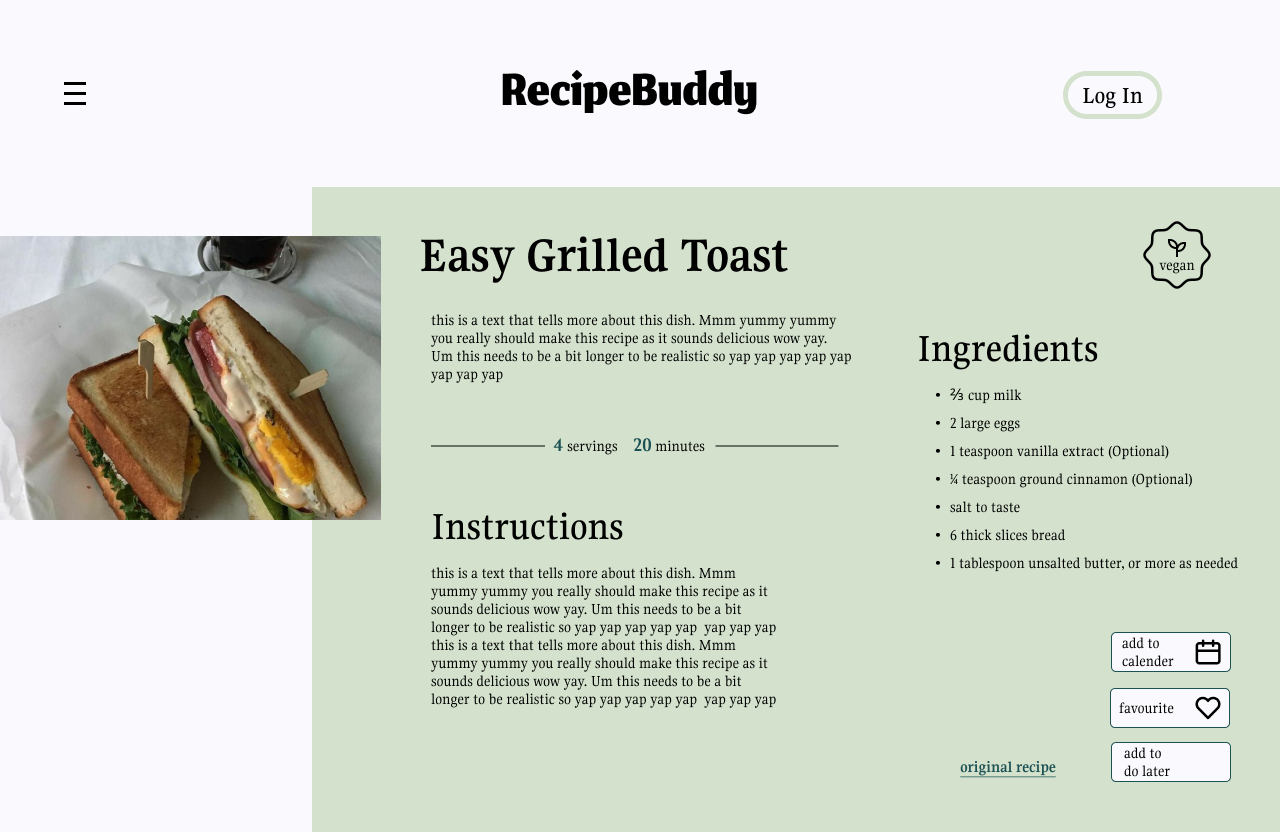 RecipeBuddy
Log In
Easy Grilled Toast
vegan
this is a text that tells more about this dish. Mmm yummy yummy
you really should make this recipe as it sounds delicious wow yay.
Um this needs to be a bit longer to be realistic so yap yap yap yap yap
yap yap yap
4 servings 20 minutes
Instructions
this is a text that tells more about this dish. Mmm
yummy yummy you really should make this recipe as it
sounds delicious wow yay. Um this needs to be a bit
longer to be realistic so yap yap yap yap yap  yap yap yap
this is a text that tells more about this dish. Mmm
yummy yummy you really should make this recipe as it
sounds delicious wow yay. Um this needs to be a bit
longer to be realistic so yap yap yap yap yap  yap yap yap
Ingredients
• ⅔ cup milk
• 2 large eggs
• 1 teaspoon vanilla extract (Optional)
• ¼ teaspoon ground cinnamon (Optional)
• salt to taste
• 6 thick slices bread
• 1 tablespoon unsalted butter, or more as needed
add to
calender
favourite
add to
do later
original recipe